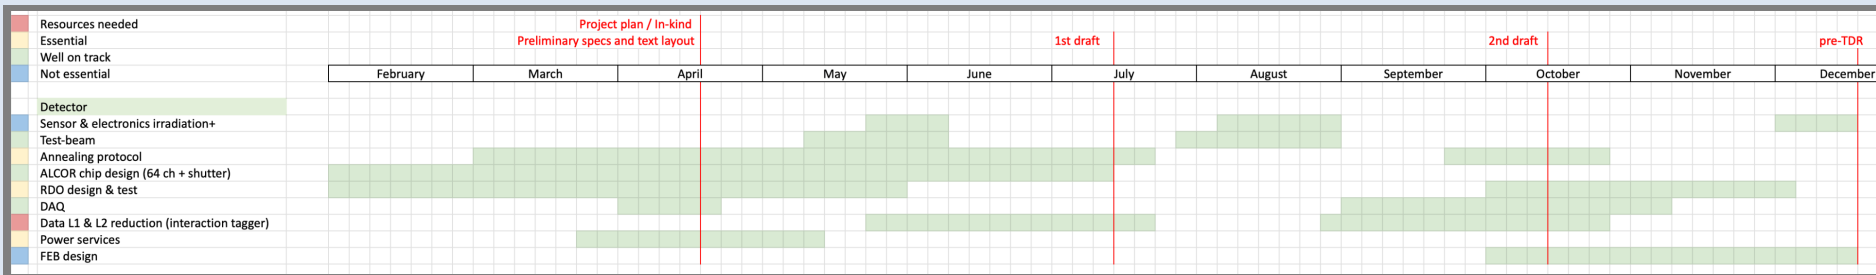 Resources needed
Project plan / In-kind
Essential
Preliminary specs and text layout
1st draft
2nd draft
pre-TDR
Well on track
Not essential
February March April May June July August September October November December
Detector
Sensor & electronics irradiation+
Test-beam
Annealing protocol
ALCOR chip design (64 ch + shutter)
RDO design & test
DAQ
Data L1 & L2 reduction (interaction tagger)
Power services
FEB design